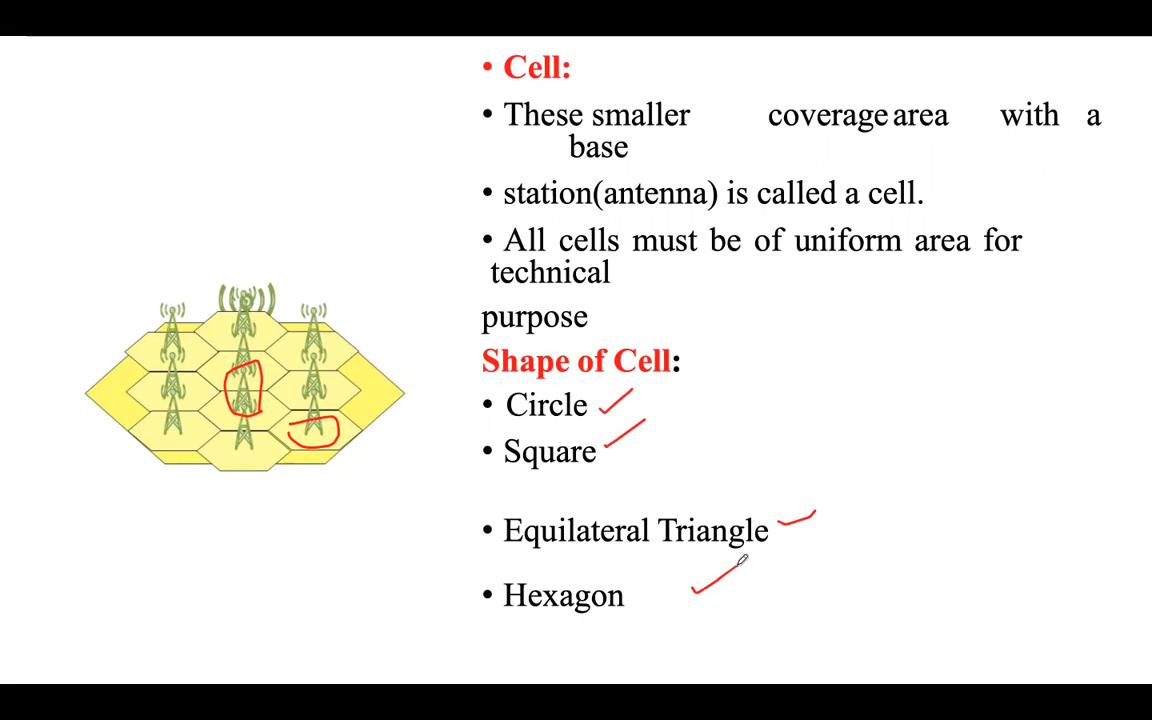 • Cell:
• These smaller coverage area with a
base
• station(antenna) is called a cell.
• All cells must be of uniform area for
technical
purpose
Shape of Cell:
• Circle
• Square
• Equilateral Triangle
• Hexagon